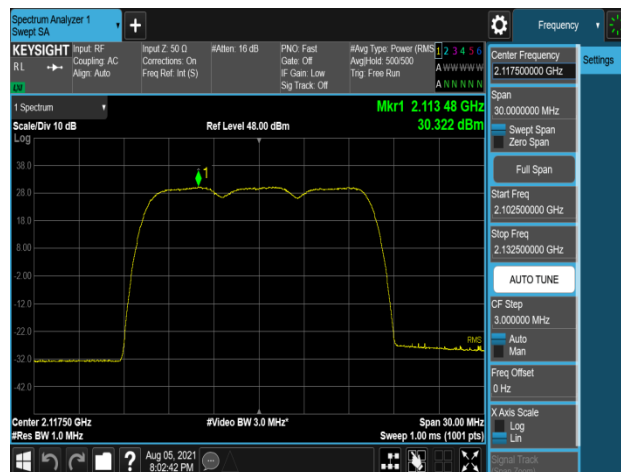 Spectrum Analyzer 1
Swept SA
Frequency
KEYSIGHT
RL
LXI
Input: RF
Coupling: AC
Align: Auto
Input Z: 50 Ω
Corrections: On
Freq Ref: Int (S)
#Atten: 16 dB
PNO: Fast
Gate: Off
IF Gain: Low
Sig Track: Off
#Avg Type: Power (RMS
Avg|Hold: 500/500
Trig: Free Run
1 2 3 4 5 6
A W W W W W
A N N N N N
1 Spectrum
Scale/Div 10 dB
Log
Ref Level 48.00 dBm
Mkr1 2.113 48 GHz
30.322 dBm
1
38.0
28.0
18.0
8.00
-2.00
-12.0
-22.0
-32.0
-42.0
RMS
Center 2.11750 GHz
#Res BW 1.0 MHz
#Video BW 3.0 MHz*
Span 30.00 MHz
Sweep 1.00 ms (1001 pts)
Aug 05, 2021
8:02:42 PM
?
Center Frequency
2.117500000 GHz
Settings
Span
30.0000000 MHz
Swept Span
Zero Span
Full Span
Start Freq
2.102500000 GHz
Stop Freq
2.132500000 GHz
AUTO TUNE
CF Step
3.000000 MHz
Auto
Man
Freq Offset
0 Hz
X Axis Scale
Log
Lin
Signal Track
(Span Zoom)